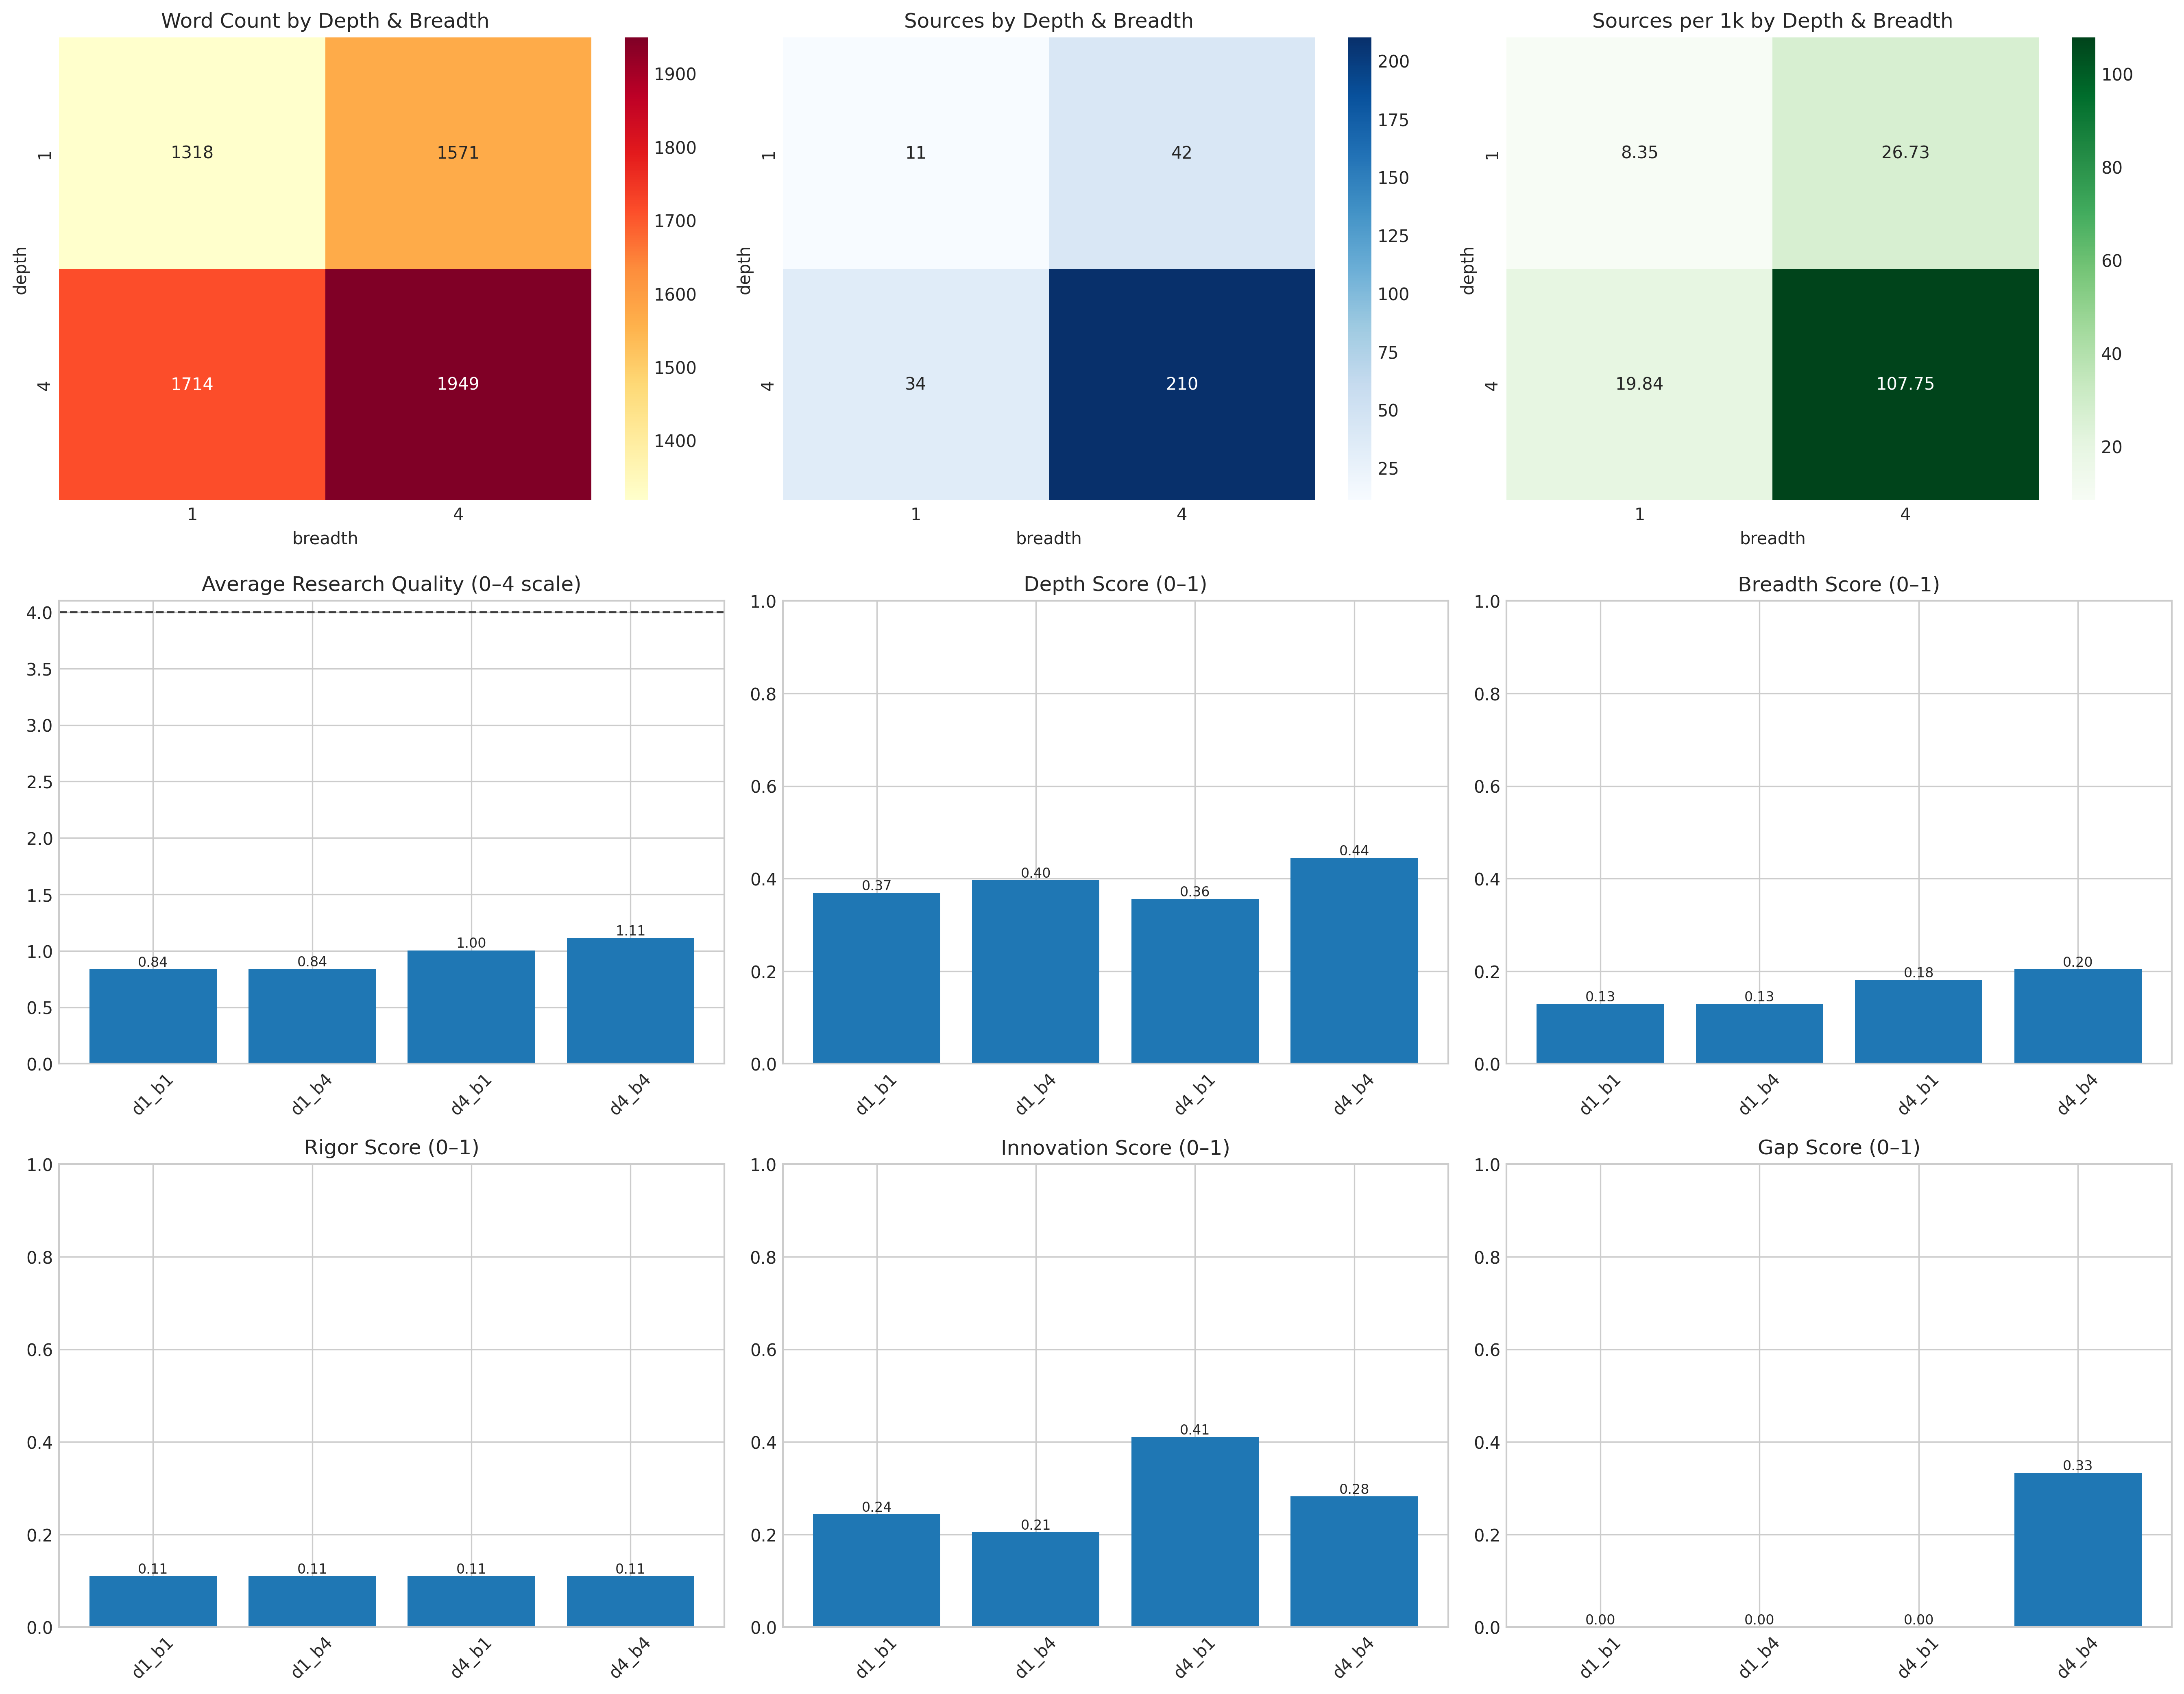 Word Count by Depth & Breadth
1318
1571
1714
1949
1
4
depth
1
4
breadth
1900
1800
1700
1600
1500
1400
Sources by Depth & Breadth
11
42
34
210
1
4
depth
1
4
breadth
200
175
150
125
100
75
50
25
Sources per 1k by Depth & Breadth
8.35
26.73
19.84
107.75
1
4
depth
1
4
breadth
100
80
60
40
20
Average Research Quality (0–4 scale)
4.0
3.5
3.0
2.5
2.0
1.5
1.0
0.5
0.0
0.84
0.84
1.00
1.11
d1_b1
d1_b4
d4_b1
d4_b4
Depth Score (0–1)
1.0
0.8
0.6
0.4
0.2
0.0
0.37
0.40
0.36
0.44
d1_b1
d1_b4
d4_b1
d4_b4
Breadth Score (0–1)
1.0
0.8
0.6
0.4
0.2
0.0
0.13
0.13
0.18
0.20
d1_b1
d1_b4
d4_b1
d4_b4
Rigor Score (0–1)
1.0
0.8
0.6
0.4
0.2
0.0
0.11
0.11
0.11
0.11
d1_b1
d1_b4
d4_b1
d4_b4
Innovation Score (0–1)
1.0
0.8
0.6
0.4
0.2
0.0
0.24
0.21
0.41
0.28
d1_b1
d1_b4
d4_b1
d4_b4
Gap Score (0–1)
1.0
0.8
0.6
0.4
0.2
0.0
0.00
0.00
0.00
0.33
d1_b1
d1_b4
d4_b1
d4_b4